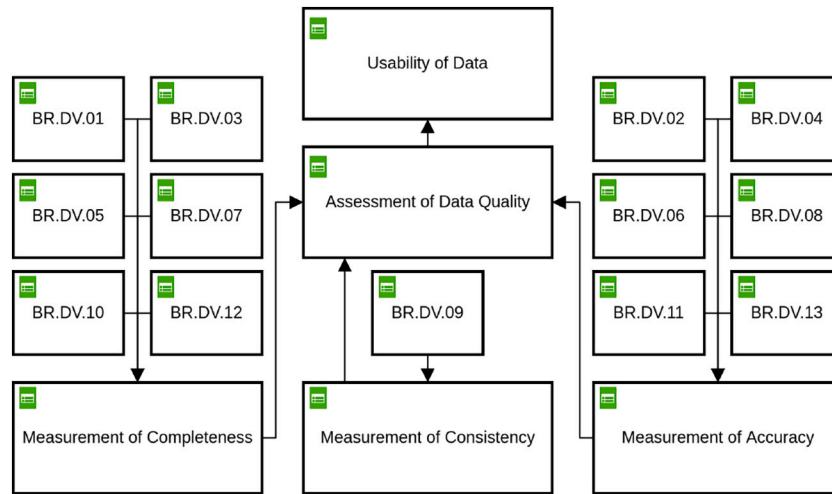 Usability of Data
BR.DV.01
BR.DV.03
BR.DV.02
BR.DV.04
Assessment of Data Quality
BR.DV.05
BR.DV.07
BR.DV.06
BR.DV.08
BR.DV.10
BR.DV.12
BR.DV.09
BR.DV.11
BR.DV.13
Measurement of Completeness
Measurement of Consistency
Measurement of Accuracy